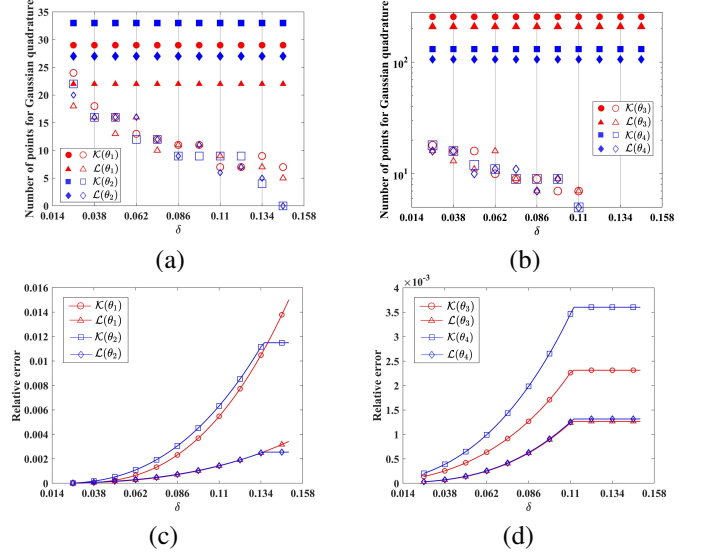 Number of points for Gaussian quadrature
35
30
25
20
15
10
5
0
𝒦(θ₁)
ℒ(θ₁)
𝒦(θ₂)
ℒ(θ₂)
0.014 0.038 0.062 0.086 0.11 0.134 0.158
δ
(a)
Number of points for Gaussian quadrature
10²
10¹
𝒦(θ₃)
ℒ(θ₃)
𝒦(θ₄)
ℒ(θ₄)
0.014 0.038 0.062 0.086 0.11 0.134 0.158
δ
(b)
Relative error
0.016
0.014
0.012
0.01
0.008
0.006
0.004
0.002
0
𝒦(θ₁)
ℒ(θ₁)
𝒦(θ₂)
ℒ(θ₂)
0.014 0.038 0.062 0.086 0.11 0.134 0.158
δ
(c)
Relative error
×10⁻³
4
3.5
3
2.5
2
1.5
1
0.5
0
𝒦(θ₃)
ℒ(θ₃)
𝒦(θ₄)
ℒ(θ₄)
0.014 0.038 0.062 0.086 0.11 0.134 0.158
δ
(d)